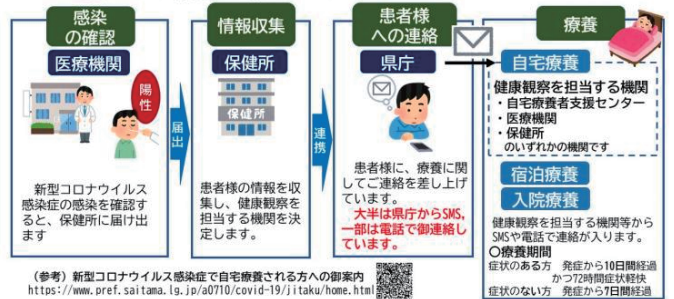 感染
の確認
医療機関
陽性
新型コロナウイルス
感染症の感染を確認す
ると、保健所に届け出
ます
届出
情報収集
保健所
保健所
患者様の情報を収
集し、健康観察を
担当する機関を決
定します。
連携
患者様
への連絡
県庁
患者様に、療養に関
してご連絡を差し上げ
ています。
大半は県庁からSMS,
一部は電話で御連絡し
ています。
療養
自宅療養
健康観察を担当する機関
・自宅療養者支援センター
・医療機関
・保健所
のいずれかの機関です
宿泊療養
入院療養
健康観察を担当する機関等から
SMSや電話で連絡が入ります。
〇療養期間
症状のある方 発症から10日間経過
かつ72時間症状軽快
症状のない方 発症から7日間経過
(参考)新型コロナウイルス感染症で自宅療養される方への御案内
https://www.pref.saitama.lg.jp/a0710/covid-19/jitaku/home.html